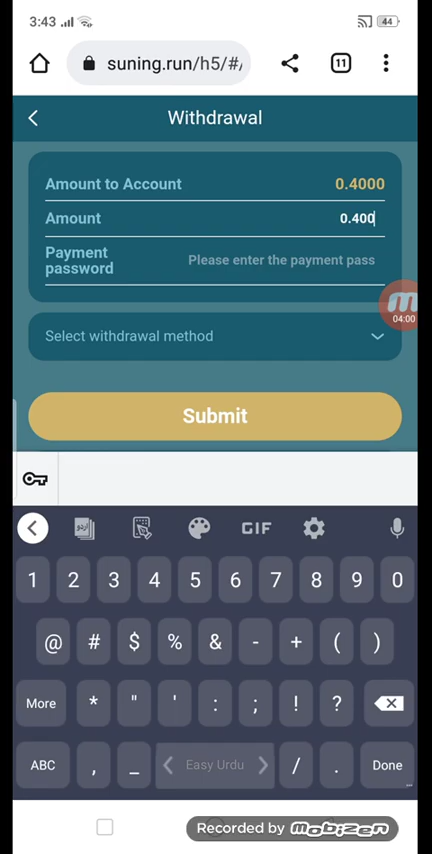 3:43
44
suning.run/h5/#/
11
Withdrawal
Amount to Account 0.4000
Amount 0.400
Payment password Please enter the payment pass
04:00
Select withdrawal method
Submit
GIF
1 2 3 4 5 6 7 8 9 0
@ # $ % & - + ( )
More * " ' : ; ! ?
ABC , _ Easy Urdu / . Done
Recorded by mobizen